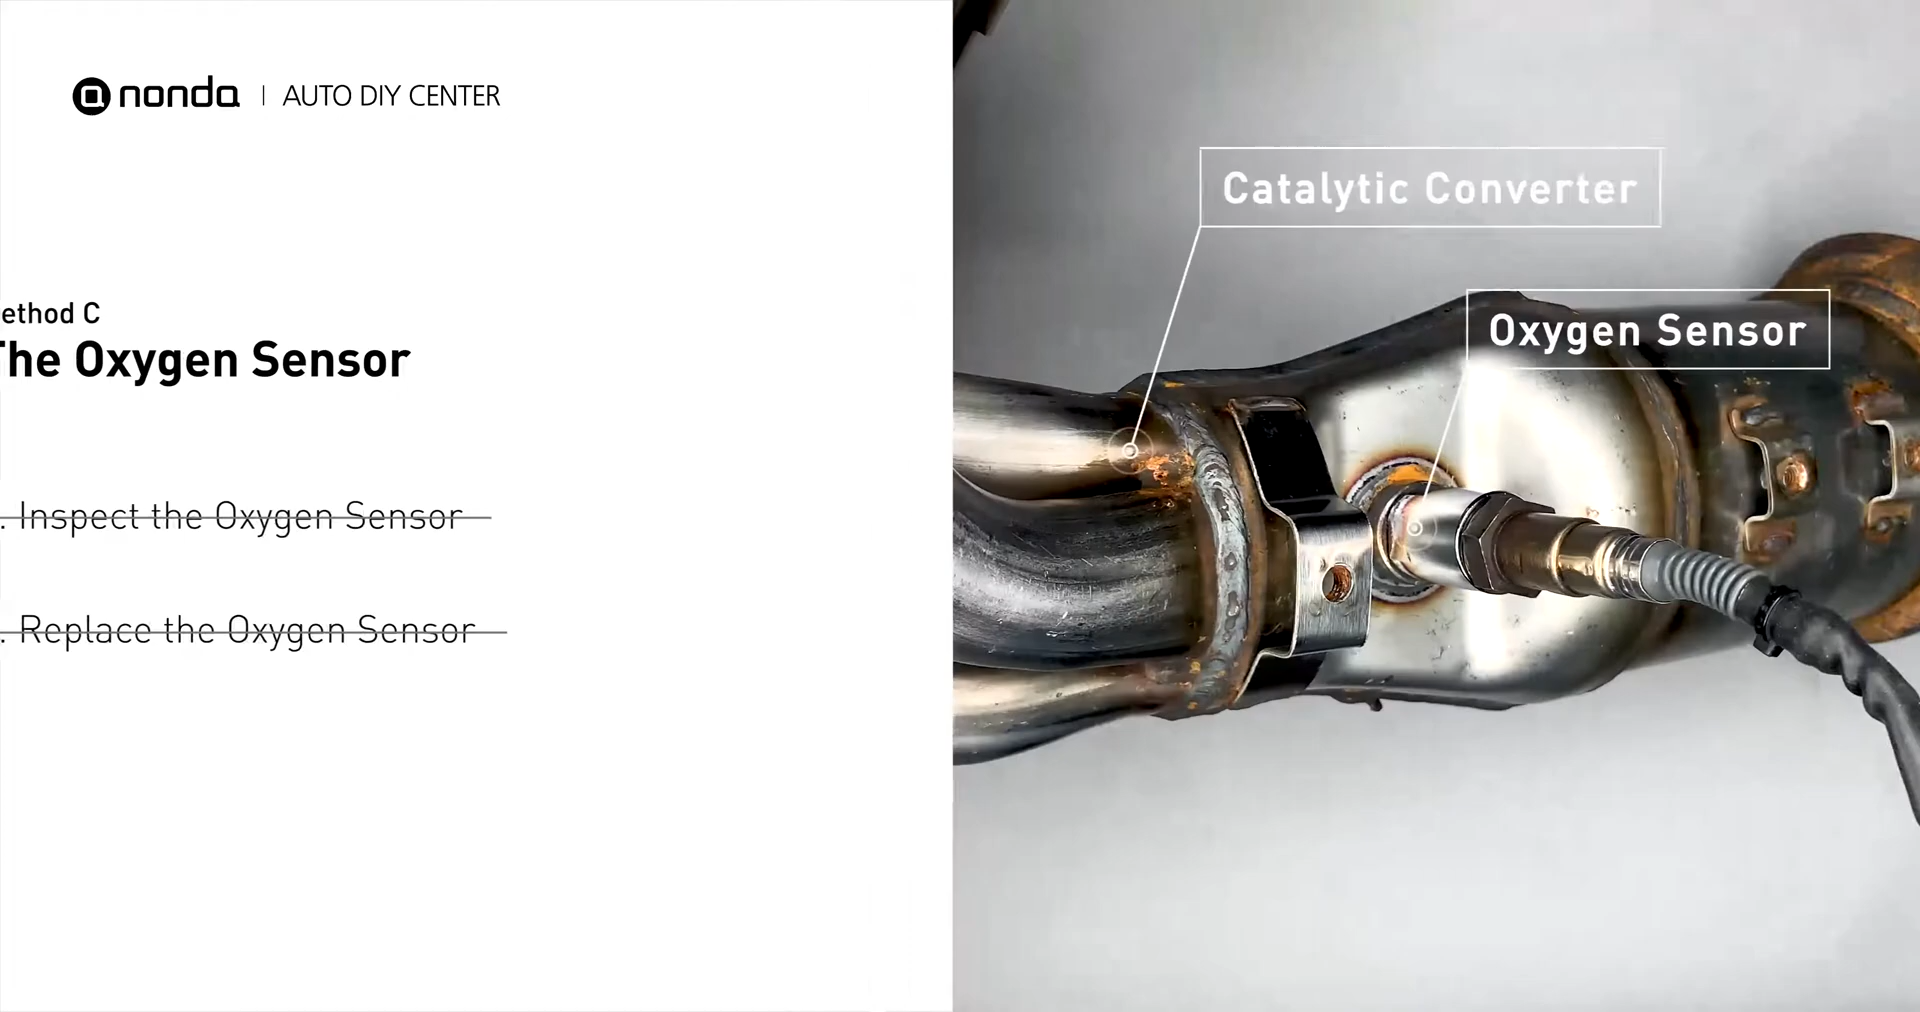 nonda | AUTO DIY CENTER
ethod C
The Oxygen Sensor
. Inspect the Oxygen Sensor
. Replace the Oxygen Sensor
Catalytic Converter
Oxygen Sensor